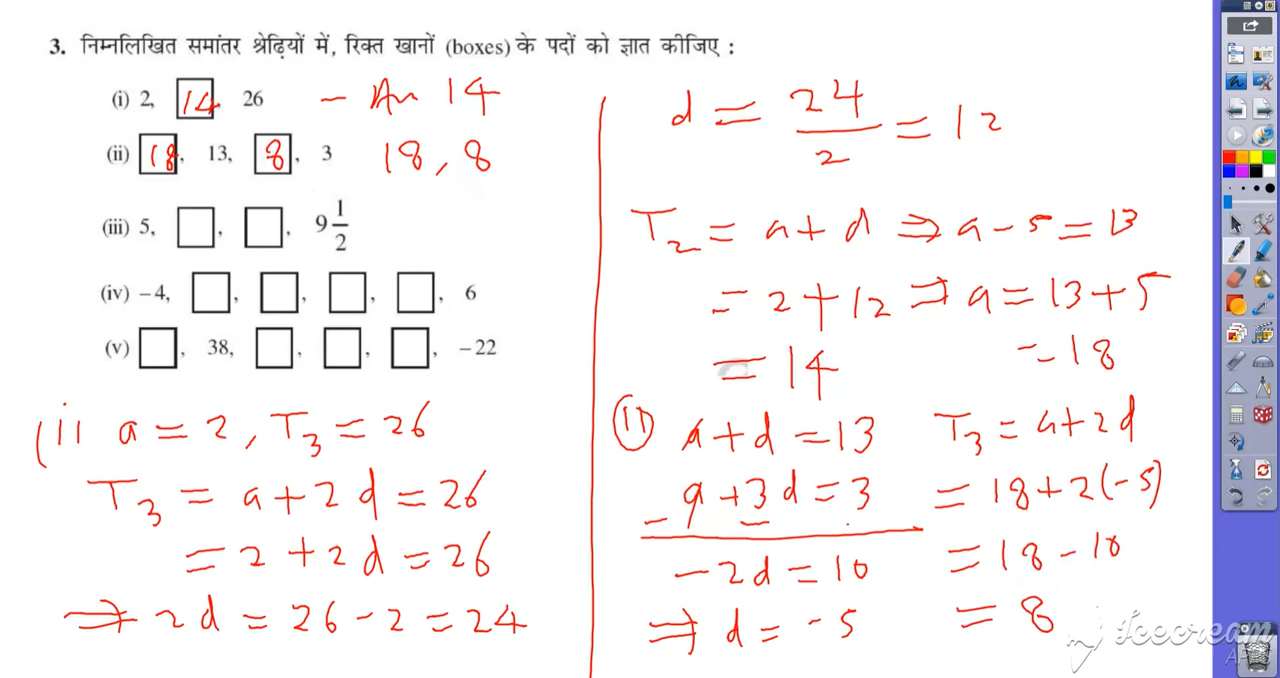 3. निम्नलिखित समांतर श्रेढ़ियों में, रिक्त खानों (boxes) के पदों को ज्ञात कीजिए :
(i) 2, 14 26 - An 14
(ii) 18, 13, 8, 3 18, 8
(iii) 5, □, □, 9 1/2
(iv) – 4, □, □, □, □, 6
(v) □, 38, □, □, □, – 22
(i) a = 2, T3 = 26
T3 = a + 2d = 26
= 2 + 2d = 26
⇒ 2d = 26 - 2 = 24
d = 24/2 = 12
T2 = a + d ⇒ a - 5 = 13
= 2 + 12 ⇒ a = 13 + 5
= 14 = 18
(11) a + d = 13 T3 = a + 2d
a + 3d = 3 = 18 + 2(-5)
- -
-2d = 10 = 18 - 10
⇒ d = -5 = 8
Icecream
APPS